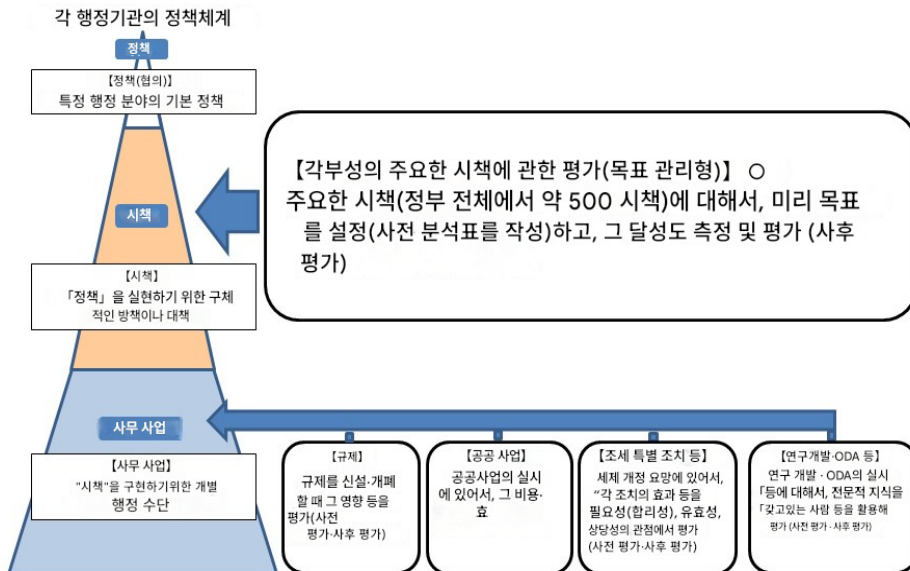 각 행정기관의 정책체계
정책
【정책(협의)】
특정 행정 분야의 기본 정책
시책
【시책】
「정책」을 실현하기 위한 구체
적인 방책이나 대책
【각부성의 주요한 시책에 관한 평가(목표 관리형)】 ○
주요한 시책(정부 전체에서 약 500 시책)에 대해서, 미리 목표
를 설정(사전 분석표를 작성)하고, 그 달성도 측정 및 평가 (사후
평가)
사무 사업
【사무 사업】
"시책"을 구현하기위한 개별
행정 수단
【규제】
규제를 신설·개폐
할 때 그 영향 등을
평가(사전
평가·사후 평가)
【공공 사업】
공공사업의 실시
에 있어서, 그 비용·
효
【조세 특별 조치 등】
세제 개정 요망에 있어서,
“각 조치의 효과 등을
필요성(합리성), 유효성,
상당성의 관점에서 평가
(사전 평가·사후 평가)
【연구개발·ODA 등】
연구 개발 · ODA의 실시
「등에 대해서, 전문적 지식을
「갖고있는 사람 등을 활용해
평가 (사전 평가 · 사후 평가)